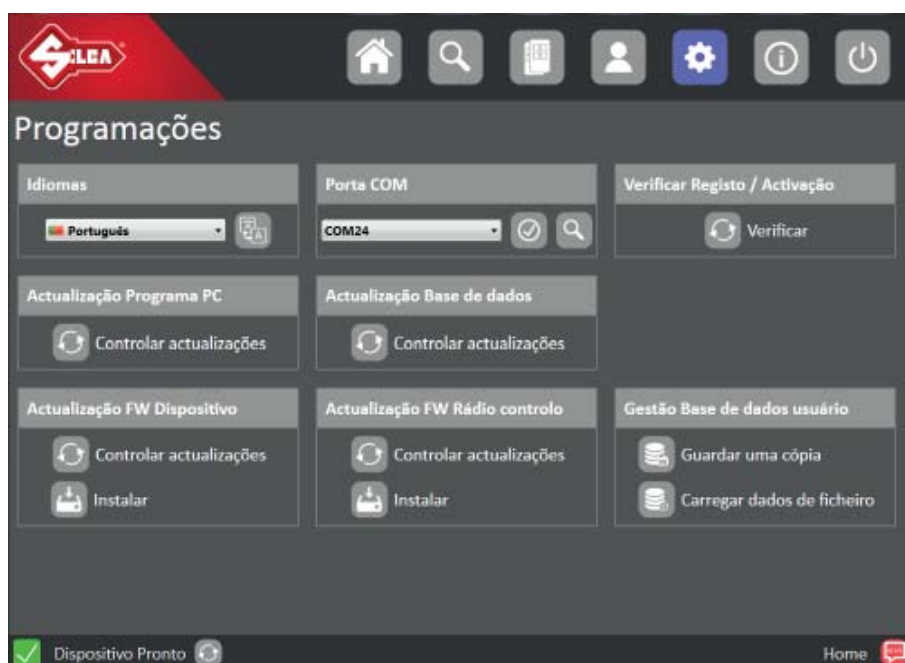 SILCA
Programações
Idiomas
Porta COM
Verificar Registo / Activação
Português
COM24
Verificar
Actualização Programa PC
Actualização Base de dados
Controlar actualizações
Controlar actualizações
Actualização FW Dispositivo
Actualização FW Rádio controlo
Gestão Base de dados usuário
Controlar actualizações
Controlar actualizações
Guardar uma cópia
Instalar
Instalar
Carregar dados de ficheiro
Dispositivo Pronto
Home